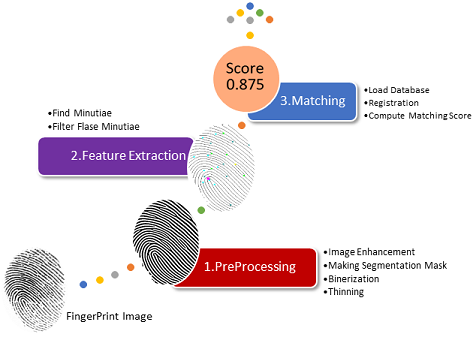 Score
0.875
3.Matching
•Load Database
•Registration
•Compute Matching Score
•Find Minutiae
•Filter Flase Minutiae
2.Feature Extraction
1.PreProcessing
•Image Enhancement
•Making Segmentation Mask
•Binerization
•Thinning
FingerPrint Image